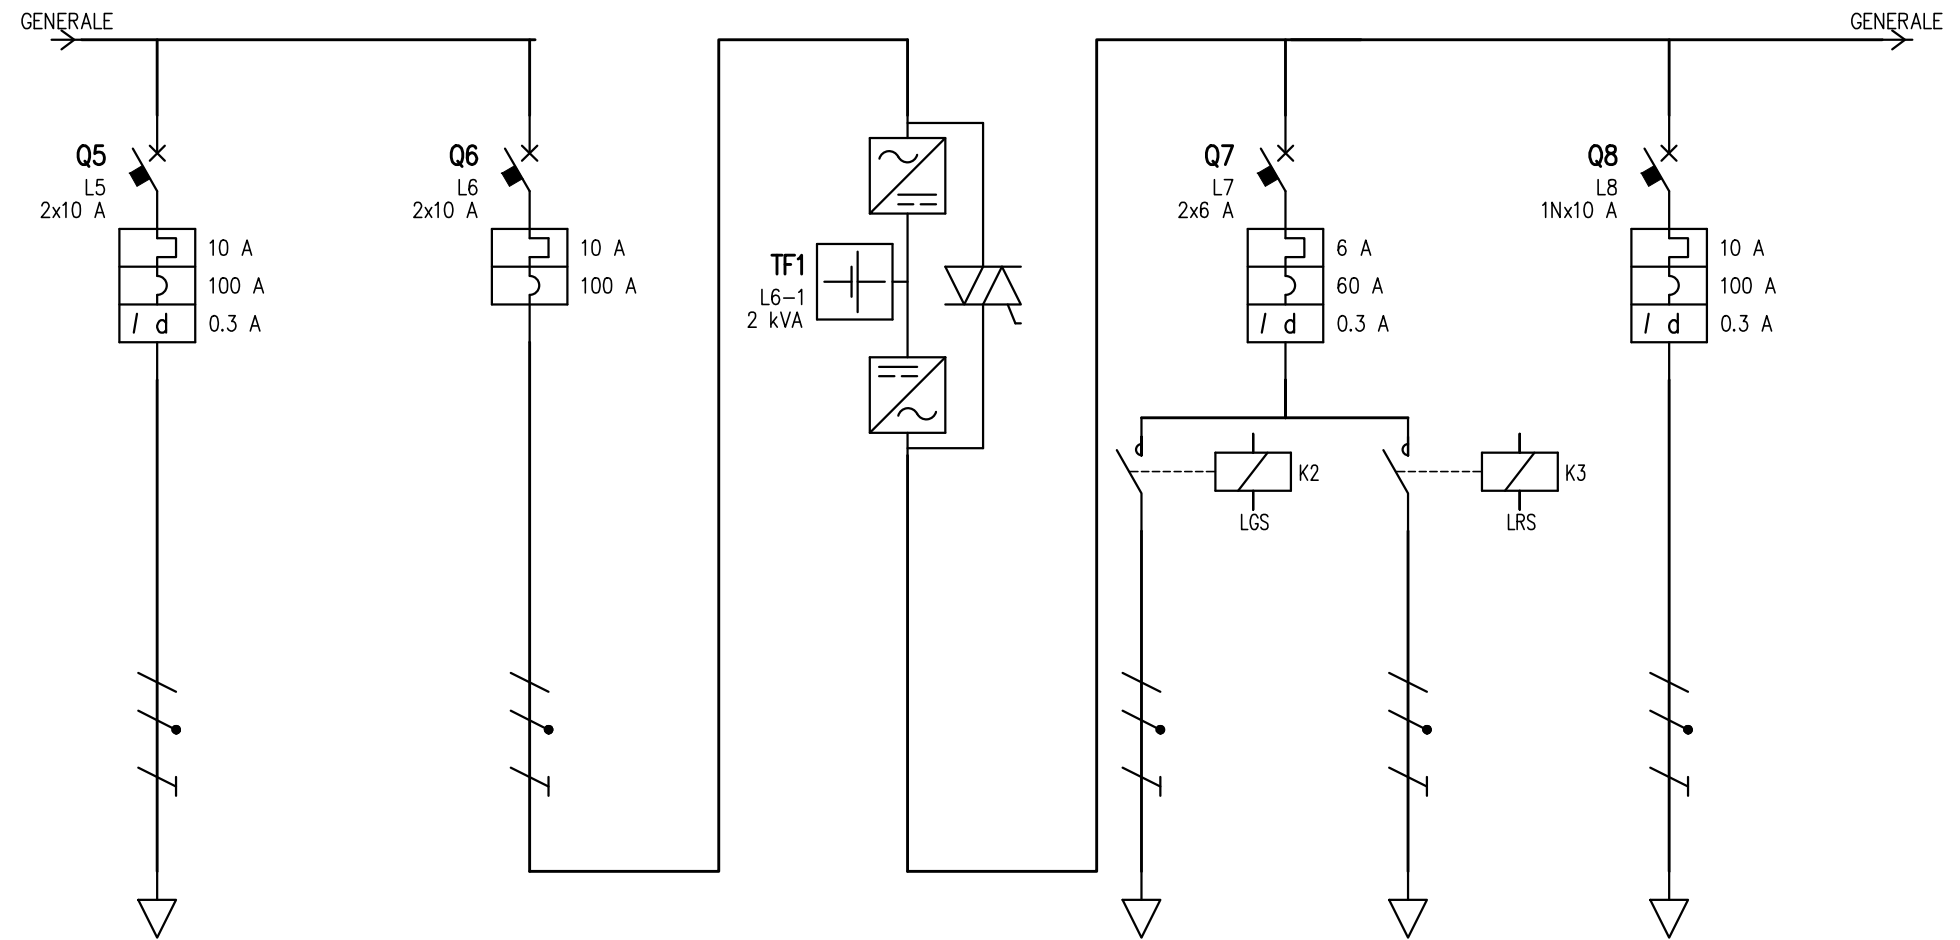 GENERALE
GENERALE
Q5
L5
2x10 A
10 A
100 A
I d
0.3 A
Q6
L6
2x10 A
10 A
100 A
TF1
L6-1
2 kVA
Q7
L7
2x6 A
6 A
60 A
I d
0.3 A
K2
LGS
K3
LRS
Q8
L8
1Nx10 A
10 A
100 A
I d
0.3 A